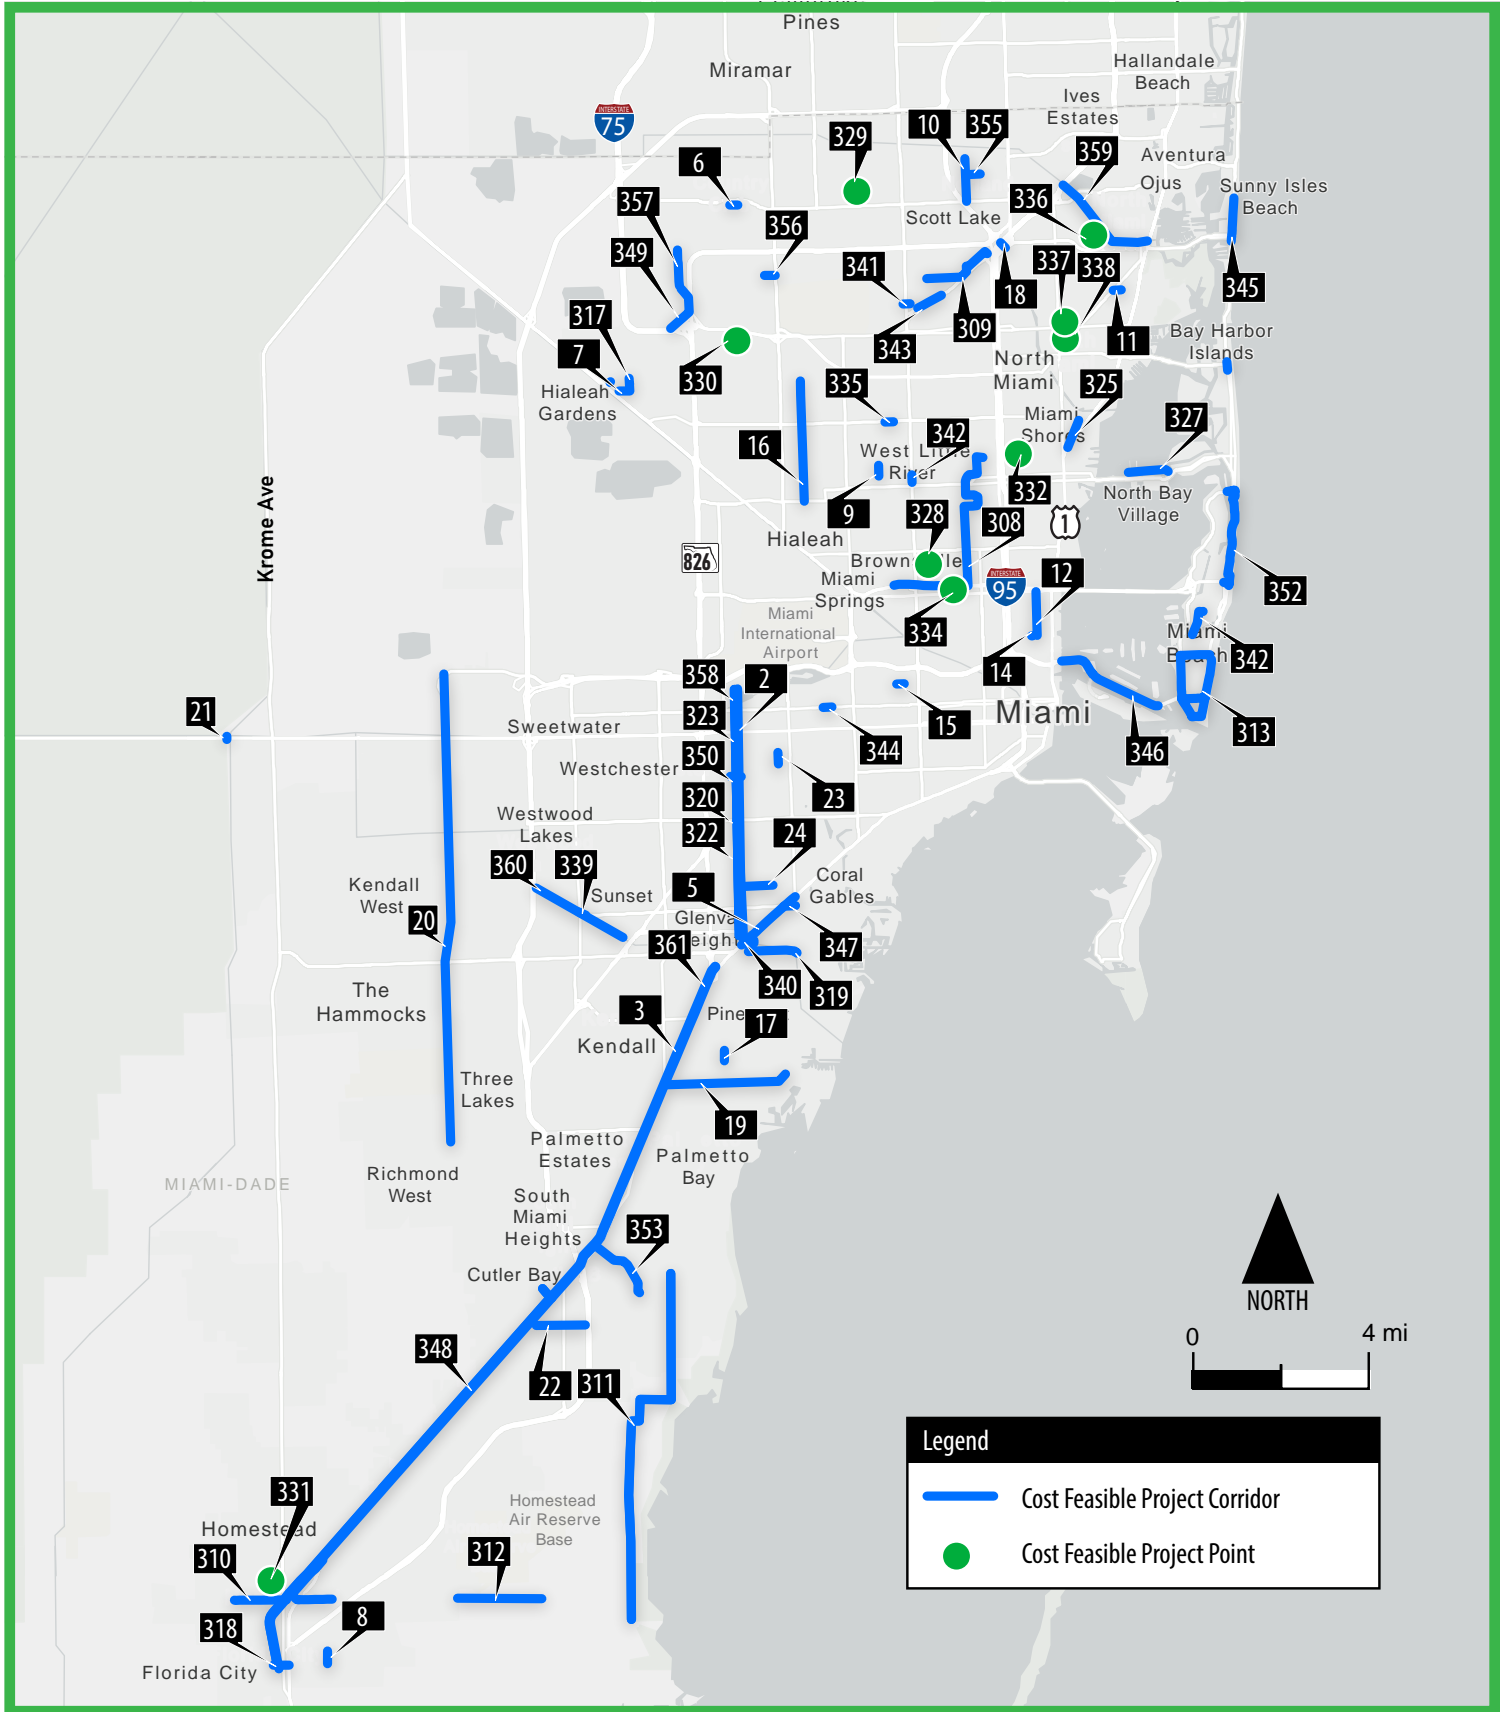 Pines
Miramar
Hallandale
Beach
Ives
Estates
INTERSTATE
75
329
10
355
359
Aventura
6
Ojus
Sunny Isles
Beach
357
336
Scott Lake
356
349
341
337
338
18
345
317
309
11
Bay Harbor
Islands
7
343
North
Miami
330
335
325
Hialeah
Gardens
Miami
Shores
327
342
16
West Little
River
332
North Bay
Village
Krome Ave
9
328
308
1
Hialeah
826
Brown
le
Miami
Springs
INTERSTATE
95
12
352
Miami
International
Airport
334
Miami
Beach
342
358
2
14
21
323
15
Miami
313
Sweetwater
344
346
350
Westchester
320
23
Westwood
Lakes
322
24
360
339
Coral
Gables
Kendall
West
5
Sunset
20
Glenva
eigh
361
347
340
319
The
Hammocks
3
Pine
17
Kendall
Three
Lakes
19
Palmetto
Estates
Palmetto
Bay
MIAMI-DADE
Richmond
West
South
Miami
Heights
353
Cutler Bay
NORTH
348
0
4 mi
22
311
Legend
331
Cost Feasible Project Corridor
Homestead
Air Reserve
Base
Homestead
310
312
Cost Feasible Project Point
318
8
Florida City